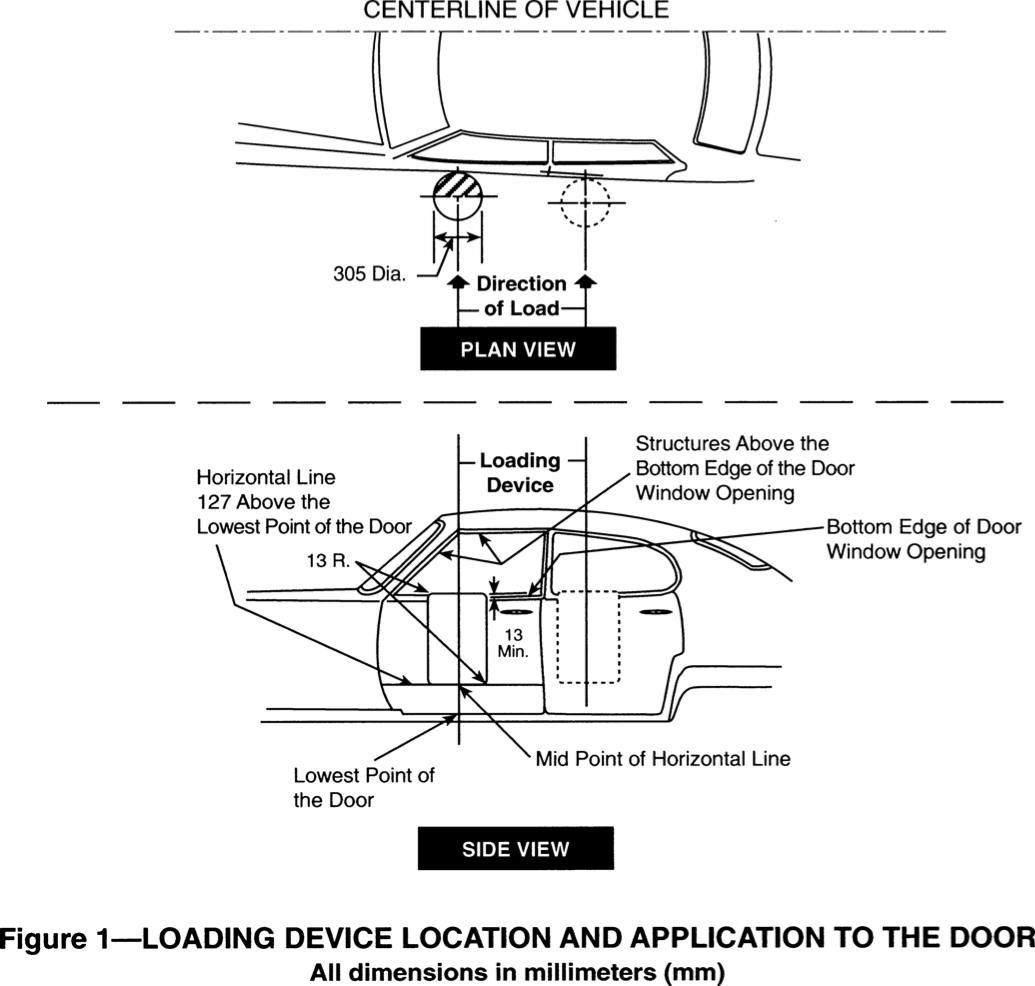 CENTERLINE OF VEHICLE
305 Dia.
Direction
of Load
PLAN VIEW
Structures Above the
Bottom Edge of the Door
Window Opening
Loading
Device
Horizontal Line
127 Above the
Lowest Point of the Door
Bottom Edge of Door
Window Opening
13 R.
13
Min.
Mid Point of Horizontal Line
Lowest Point of
the Door
SIDE VIEW
Figure 1—LOADING DEVICE LOCATION AND APPLICATION TO THE DOOR
All dimensions in millimeters (mm)